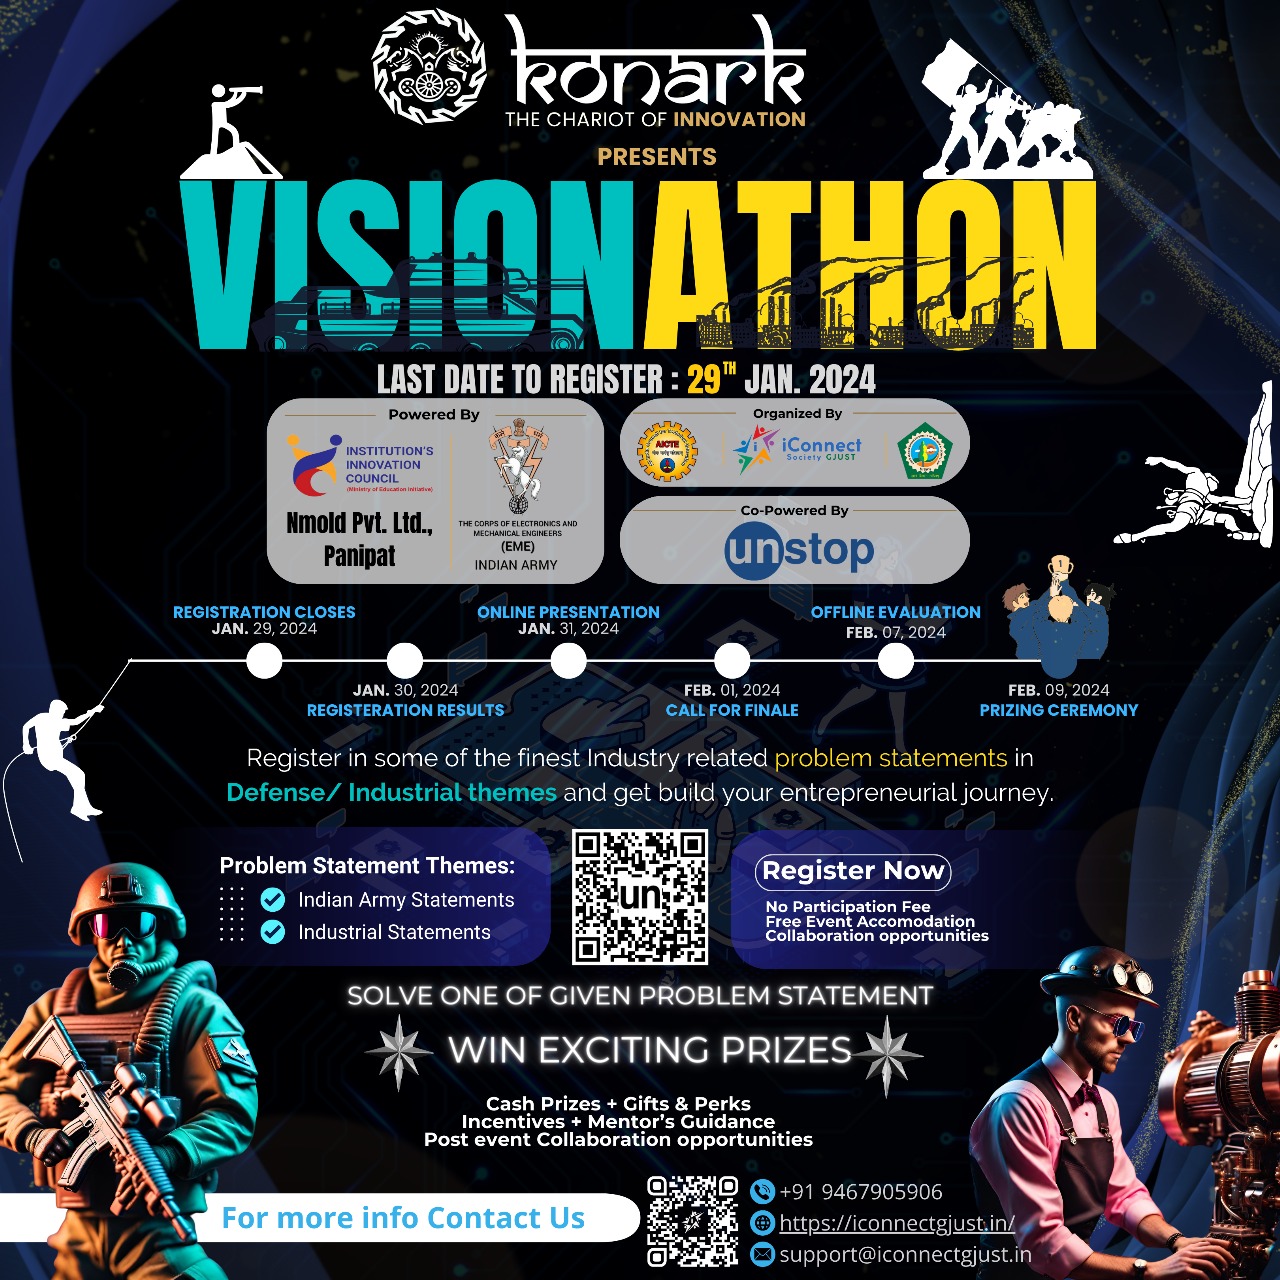 konark
THE CHARIOT OF INNOVATION
PRESENTS
VISIONATHON
LAST DATE TO REGISTER : 29TH JAN. 2024
Powered By
INSTITUTION'S
INNOVATION
COUNCIL
(Ministry of Education Initiative)
Nmold Pvt. Ltd.,
Panipat
THE CORPS OF ELECTRONICS AND
MECHANICAL ENGINEERS
(EME)
INDIAN ARMY
Organized By
AICTE
iConnect
Society GJUST
Co-Powered By
unstop
REGISTRATION CLOSES
JAN. 29, 2024
ONLINE PRESENTATION
JAN. 31, 2024
OFFLINE EVALUATION
FEB. 07, 2024
JAN. 30, 2024
REGISTERATION RESULTS
FEB. 01, 2024
CALL FOR FINALE
FEB. 09, 2024
PRIZING CEREMONY
Register in some of the finest Industry related problem statements in
Defense/ Industrial themes and get build your entrepreneurial journey.
Problem Statement Themes:
Indian Army Statements
Industrial Statements
un
Register Now
No Participation Fee
Free Event Accomodation
Collaboration opportunities
SOLVE ONE OF GIVEN PROBLEM STATEMENT
WIN EXCITING PRIZES
Cash Prizes + Gifts & Perks
Incentives + Mentor's Guidance
Post event Collaboration opportunities
For more info Contact Us
+91 9467905906
https://iconnectgjust.in/
support@iconnectgjust.in